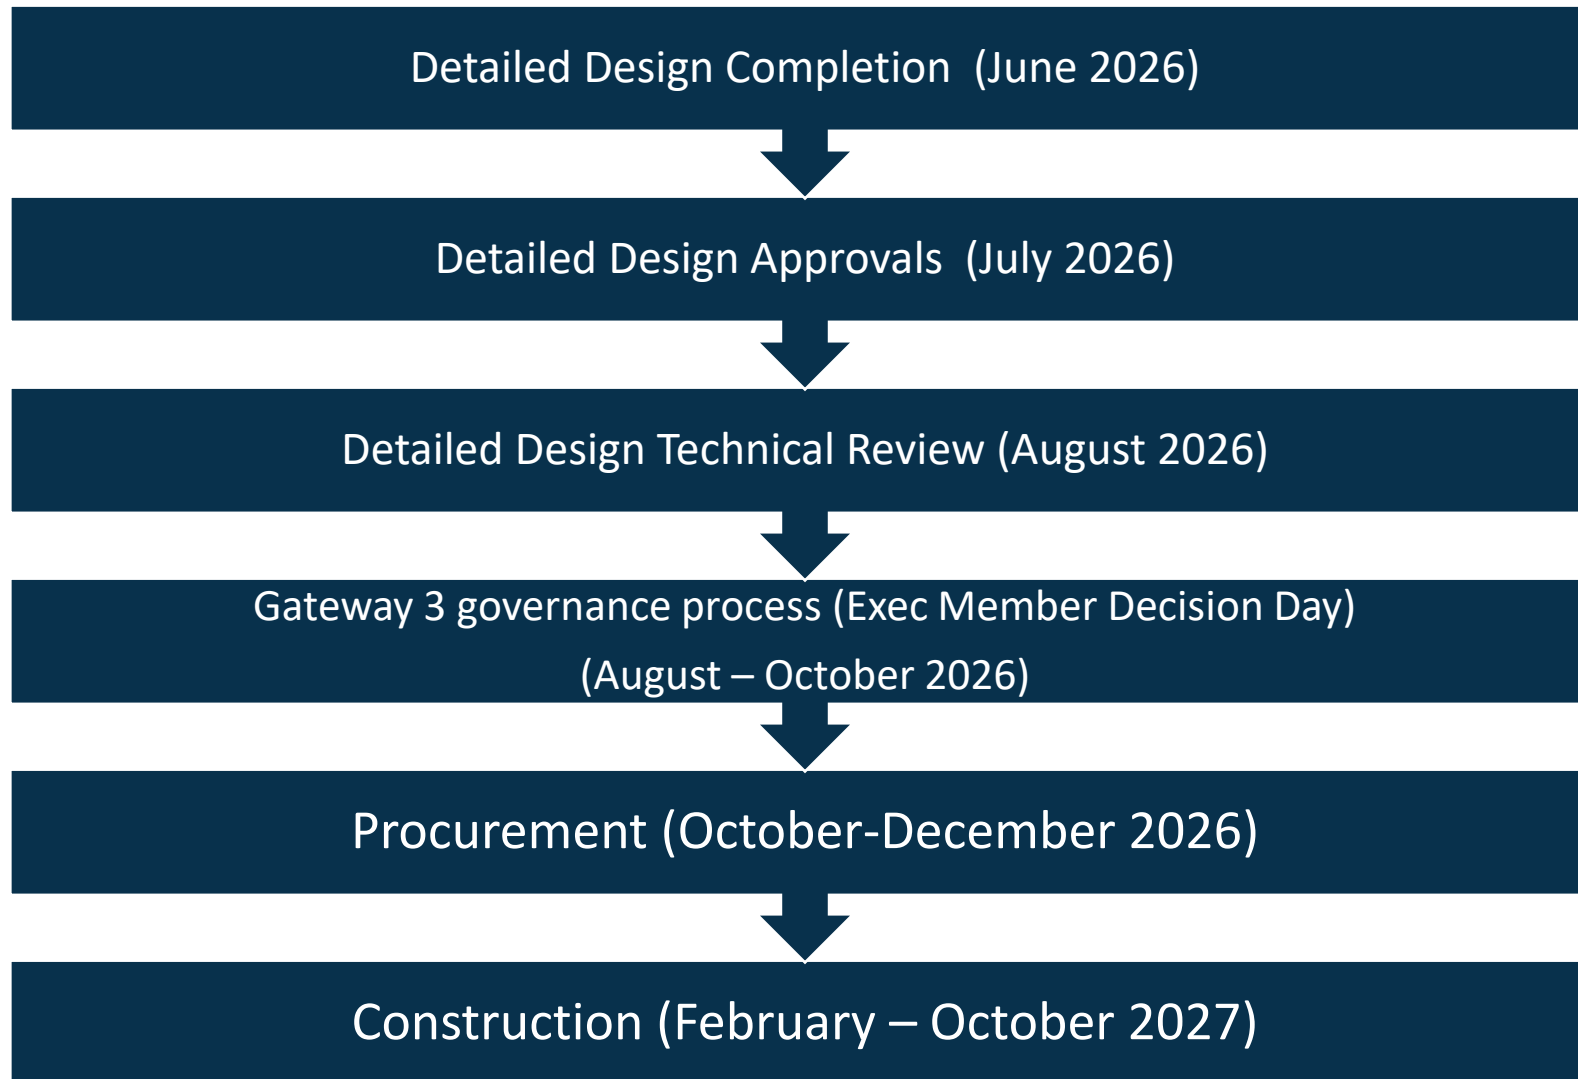 Detailed Design Completion  (June 2026)
Detailed Design Approvals  (July 2026)
Detailed Design Technical Review (August 2026)
Gateway 3 governance process (Exec Member Decision Day)
(August – October 2026)
Procurement (October-December 2026)
Construction (February – October 2027)